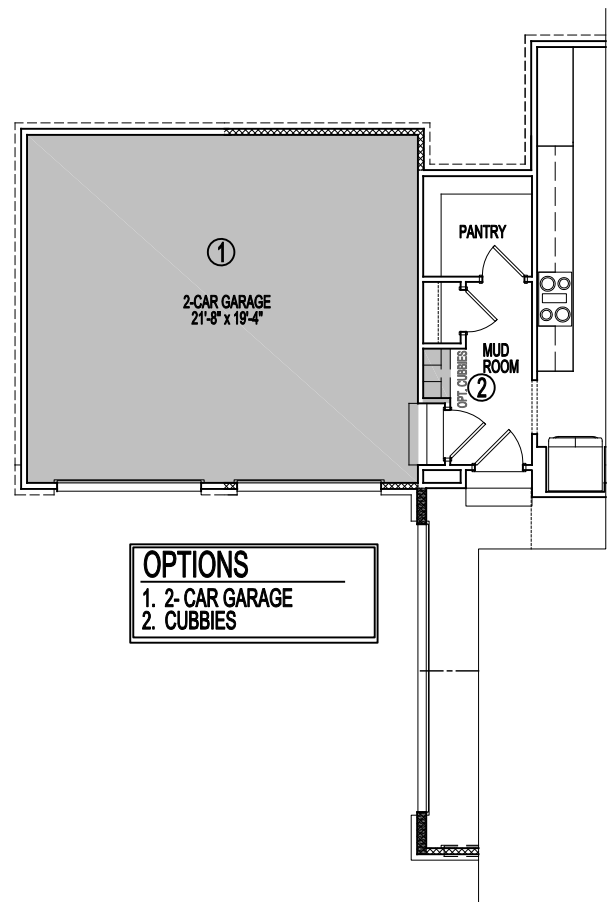 PANTRY
1
2-CAR GARAGE
21'-8" x 19'-4"
MUD
ROOM
OPT. CUBBIES
2
OPTIONS
1. 2- CAR GARAGE
2. CUBBIES